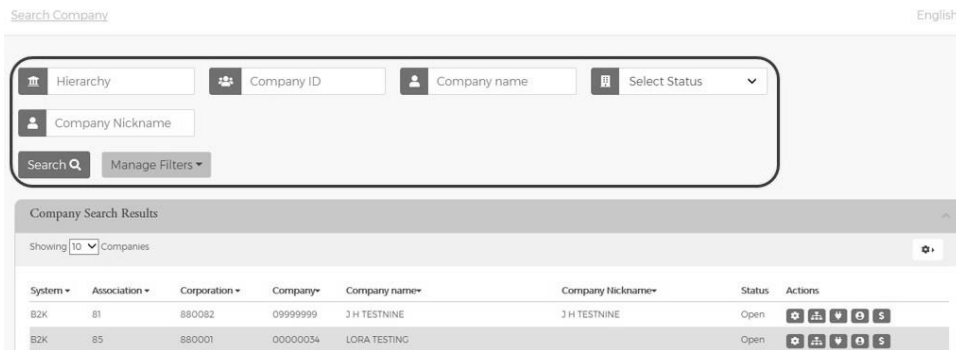 Search Company English
Hierarchy Company ID Company name Select Status
Company Nickname
Search Manage Filters
Company Search Results
Showing 10 Companies
System Association Corporation Company Company name Company Nickname Status Actions
B2K 81 880082 09999999 J H TESTNINE J H TESTNINE Open
B2K 85 880001 00000034 LORA TESTING Open